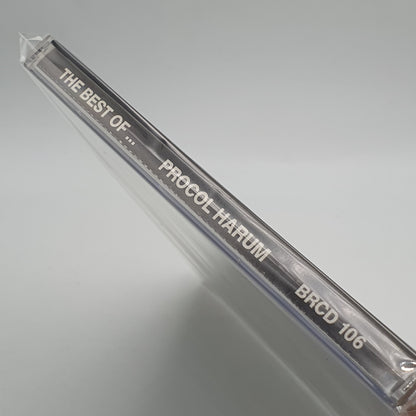 THE BEST OF... PROCOL HARUM BRCD 106